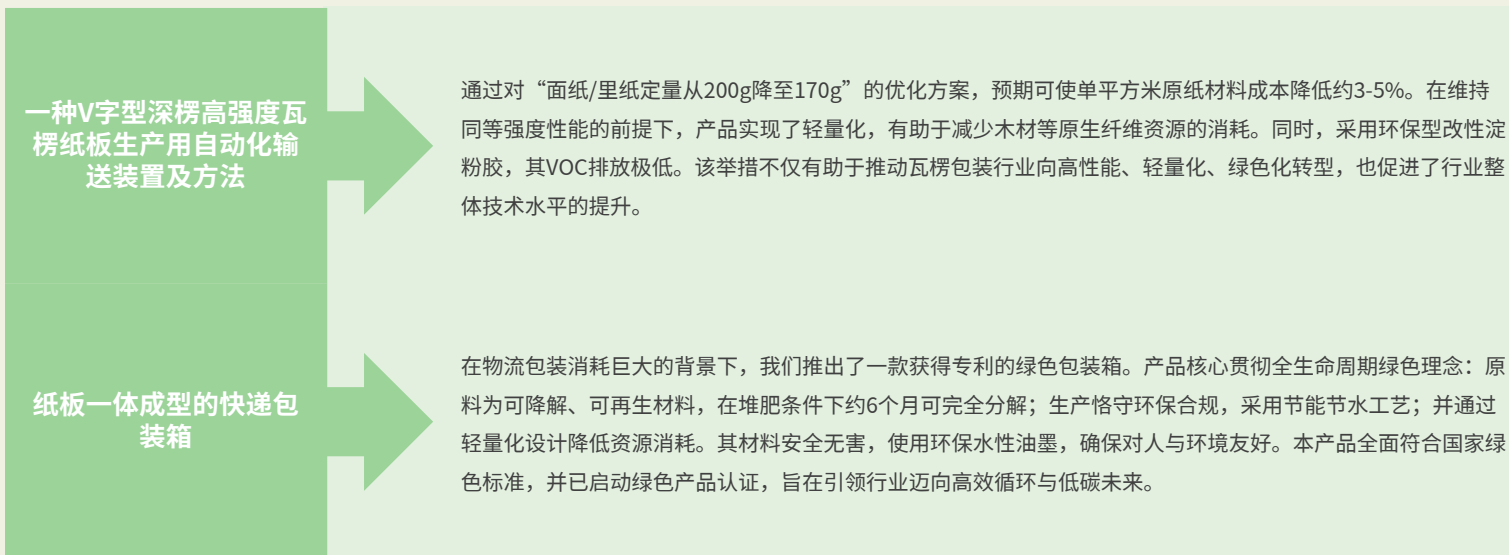 一种V字型深楞高强度瓦
楞纸板生产用自动化输
送装置及方法
通过对“面纸/里纸定量从200g降至170g”的优化方案，预期可使单平方米原纸材料成本降低约3-5%。在维持
同等强度性能的前提下，产品实现了轻量化，有助于减少木材等原生纤维资源的消耗。同时，采用环保型改性淀
粉胶，其VOC排放极低。该举措不仅有助于推动瓦楞包装行业向高性能、轻量化、绿色化转型，也促进了行业整
体技术水平的提升。
纸板一体成型的快递包
装箱
在物流包装消耗巨大的背景下，我们推出了一款获得专利的绿色包装箱。产品核心贯彻全生命周期绿色理念：原
料为可降解、可再生材料，在堆肥条件下约6个月可完全分解；生产恪守环保合规，采用节能节水工艺；并通过
轻量化设计降低资源消耗。其材料安全无害，使用环保水性油墨，确保对人与环境友好。本产品全面符合国家绿
色标准，并已启动绿色产品认证，旨在引领行业迈向高效循环与低碳未来。